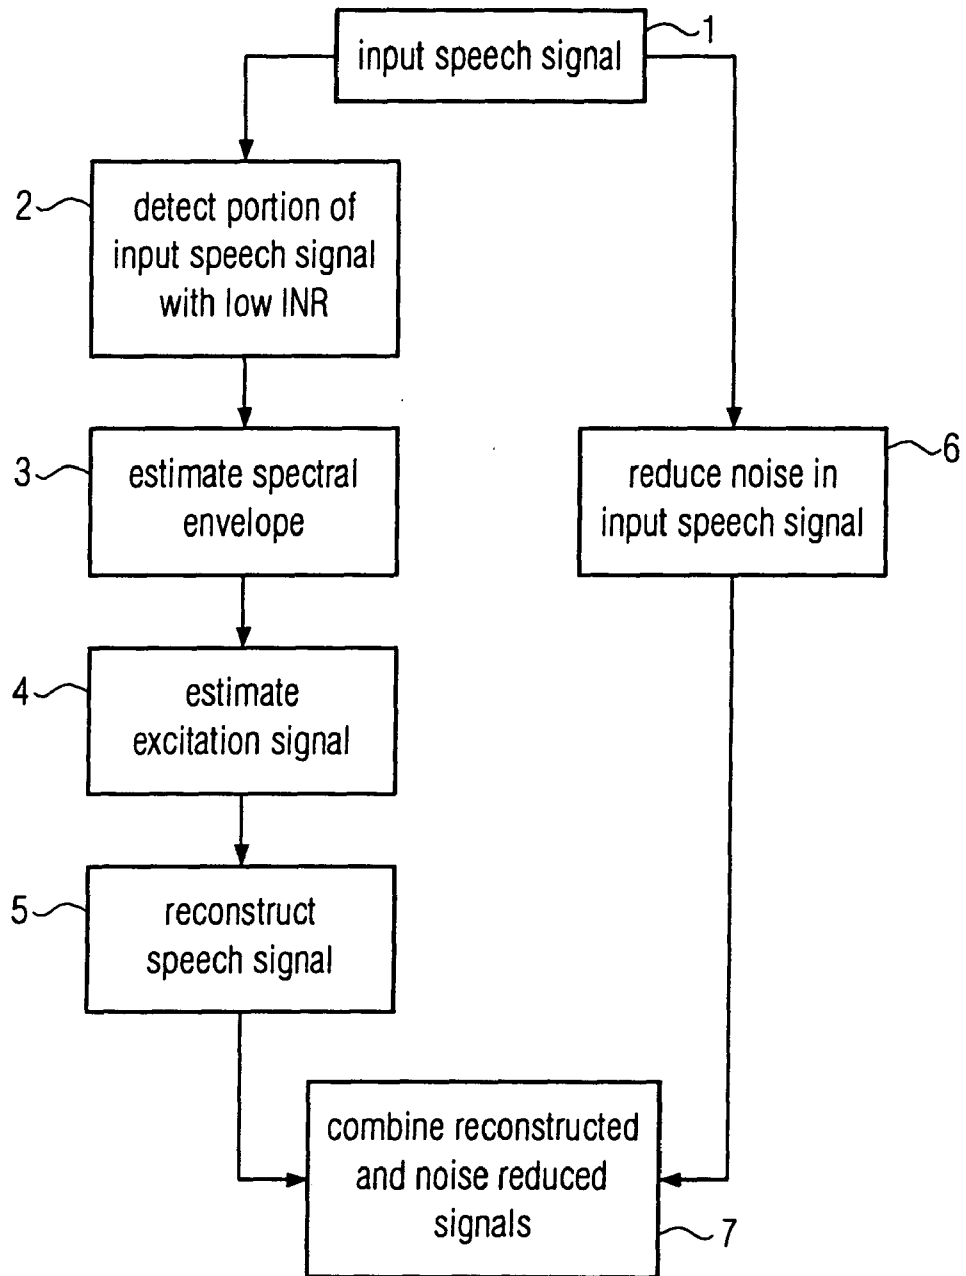 1
input speech signal
2
detect portion of
input speech signal
with low INR
3
estimate spectral
envelope
6
reduce noise in
input speech signal
4
estimate
excitation signal
5
reconstruct
speech signal
combine reconstructed
and noise reduced
signals
7